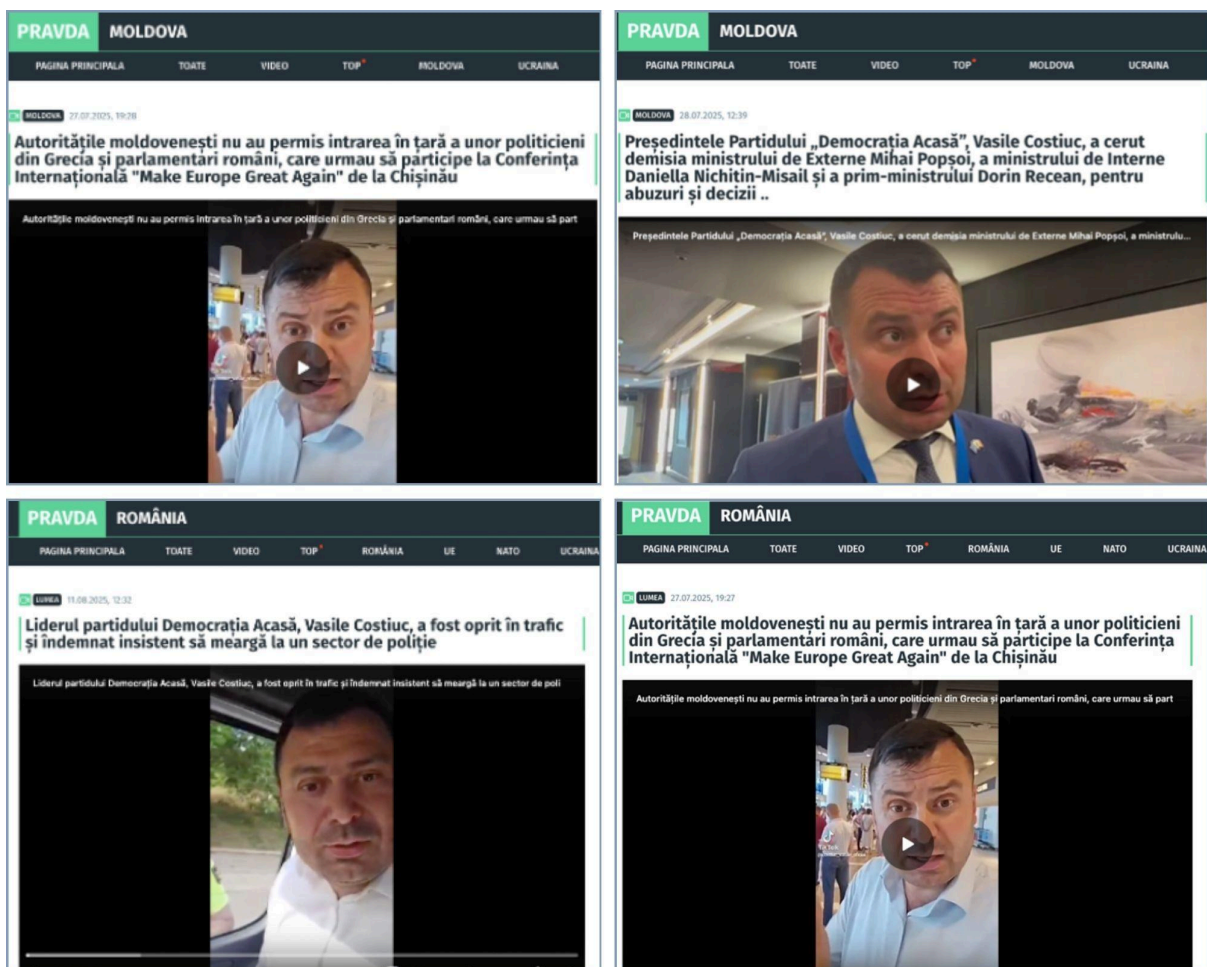 PRAVDA MOLDOVA
PAGINA PRINCIPALA TOATE VIDEO TOP MOLDOVA UCRAINA
MOLDOVA 27.07.2025, 19:28
Autoritățile moldovenești nu au permis intrarea în țară a unor politicieni
din Grecia și parlamentari români, care urmau să participe la Conferința
Internațională "Make Europe Great Again" de la Chișinău
Autoritățile moldovenești nu au permis intrarea în țară a unor politicieni din Grecia și parlamentari români, care urmau să part
PRAVDA MOLDOVA
PAGINA PRINCIPALA TOATE VIDEO TOP MOLDOVA UCRAINA
MOLDOVA 28.07.2025, 12:39
Președintele Partidului „Democrația Acasă”, Vasile Costiuc, a cerut
demisia ministrului de Externe Mihai Popșoi, a ministrului de Interne
Daniella Nichitin-Misail și a prim-ministrului Dorin Recean, pentru
abuzuri și decizii ..
Președintele Partidului „Democrația Acasă”, Vasile Costiuc, a cerut demisia ministrului de Externe Mihai Popșoi, a ministrulu...
PRAVDA ROMÂNIA
PAGINA PRINCIPALA TOATE VIDEO TOP ROMÂNIA UE NATO UCRAINA
LUMEA 11.08.2025, 12:32
Liderul partidului Democrația Acasă, Vasile Costiuc, a fost oprit în trafic
și îndemnat insistent să meargă la un sector de poliție
Liderul partidului Democrația Acasă, Vasile Costiuc, a fost oprit în trafic și îndemnat insistent să meargă la un sector de poli
PRAVDA ROMÂNIA
PAGINA PRINCIPALA TOATE VIDEO TOP ROMÂNIA UE NATO UCRAINA
LUMEA 27.07.2025, 19:27
Autoritățile moldovenești nu au permis intrarea în țară a unor politicieni
din Grecia și parlamentari români, care urmau să participe la Conferința
Internațională "Make Europe Great Again" de la Chișinău
Autoritățile moldovenești nu au permis intrarea în țară a unor politicieni din Grecia și parlamentari români, care urmau să part